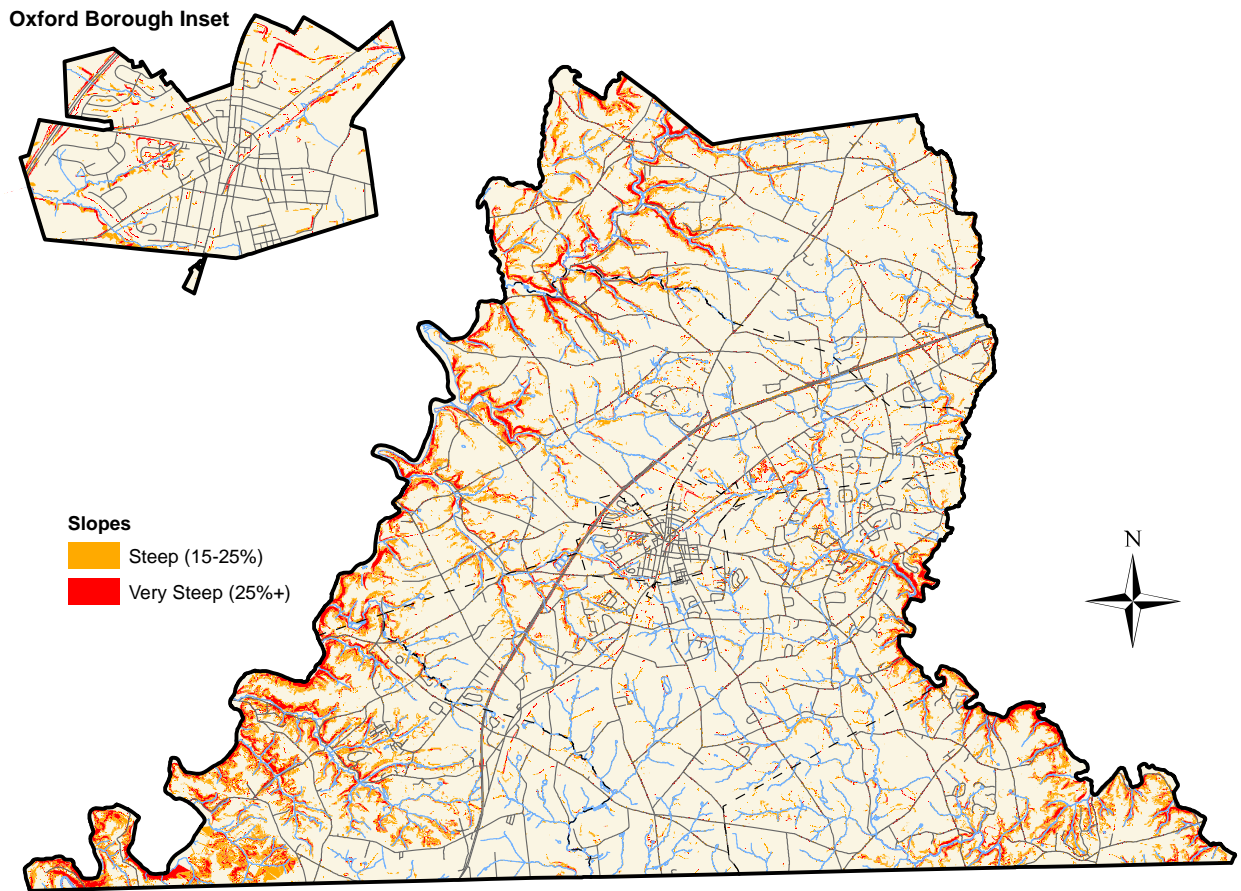 Oxford Borough Inset
Slopes
Steep (15-25%)
Very Steep (25%+)
N